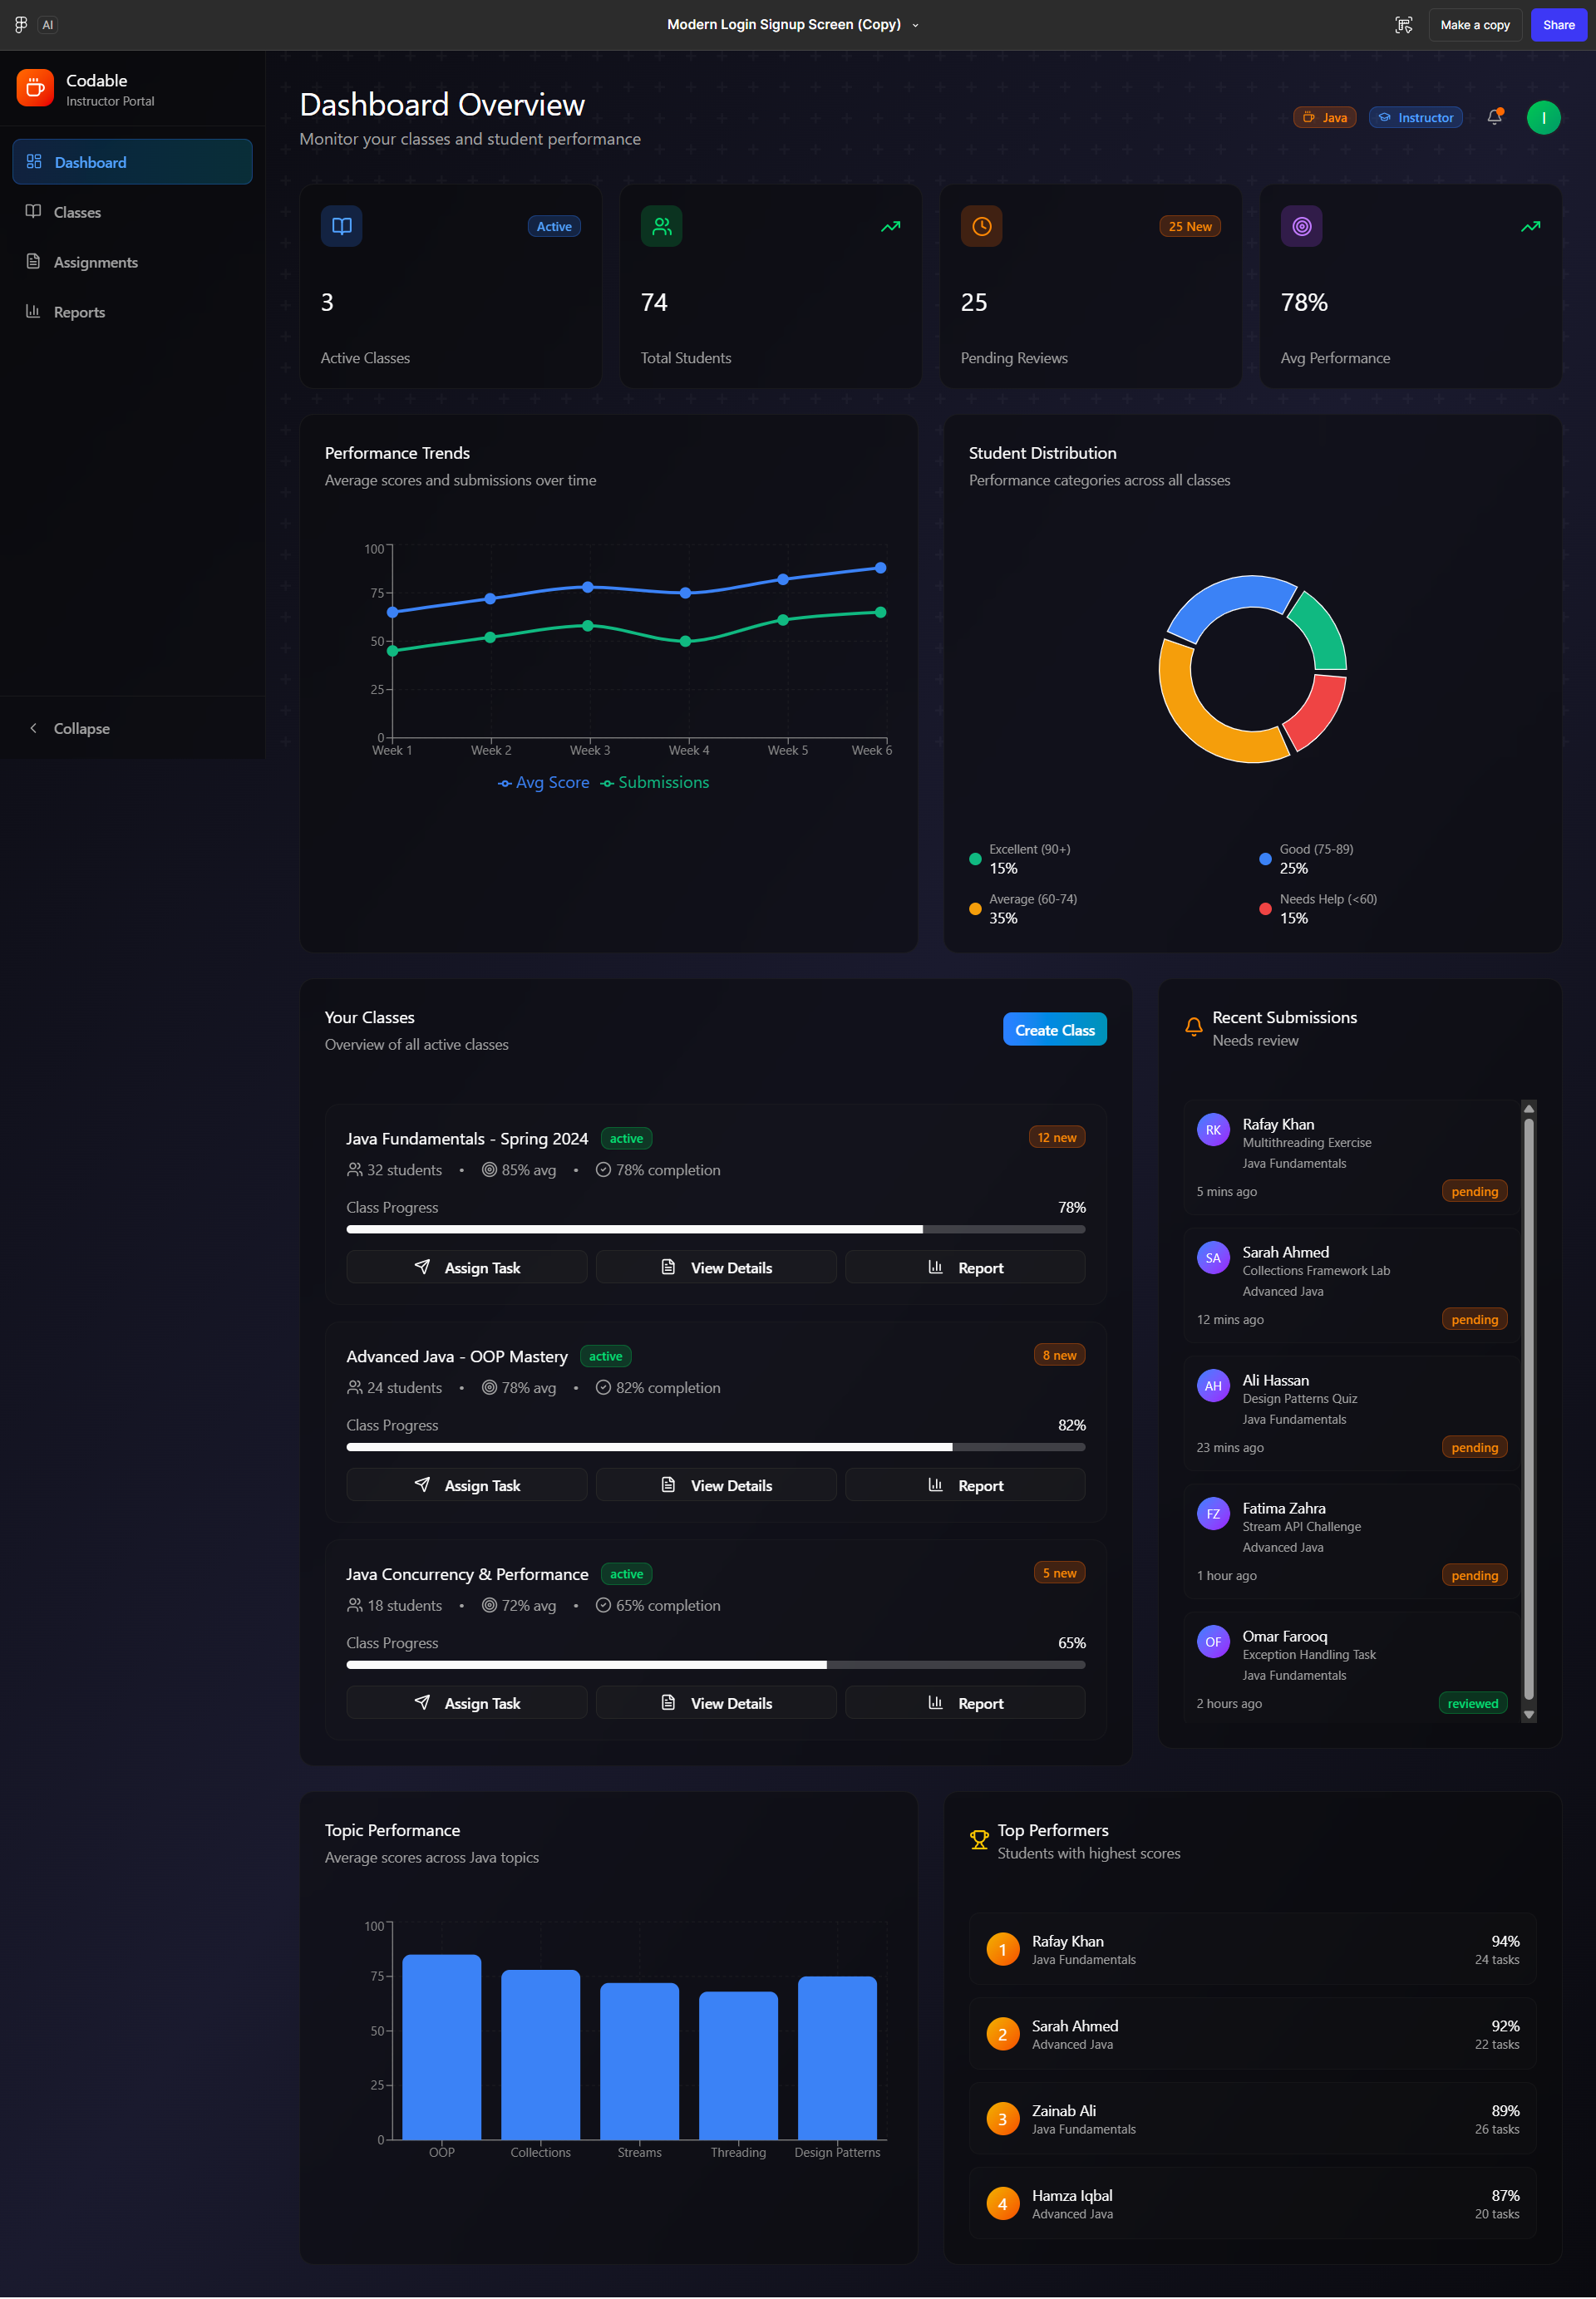 AI
Modern Login Signup Screen (Copy)
Make a copy
Share
Codable
Instructor Portal
Dashboard
Classes
Assignments
Reports
Collapse
Dashboard Overview
Monitor your classes and student performance
Java
Instructor
I
Active
3
Active Classes
74
Total Students
25 New
25
Pending Reviews
78%
Avg Performance
Performance Trends
Average scores and submissions over time
100
75
50
25
0
Week 1 Week 2 Week 3 Week 4 Week 5 Week 6
Avg Score Submissions
Student Distribution
Performance categories across all classes
Excellent (90+)
15%
Good (75-89)
25%
Average (60-74)
35%
Needs Help (<60)
15%
Your Classes
Overview of all active classes
Create Class
Java Fundamentals - Spring 2024 active 12 new
32 students • 85% avg • 78% completion
Class Progress 78%
Assign Task View Details Report
Advanced Java - OOP Mastery active 8 new
24 students • 78% avg • 82% completion
Class Progress 82%
Assign Task View Details Report
Java Concurrency & Performance active 5 new
18 students • 72% avg • 65% completion
Class Progress 65%
Assign Task View Details Report
Recent Submissions
Needs review
RK
Rafay Khan
Multithreading Exercise
Java Fundamentals
5 mins ago pending
SA
Sarah Ahmed
Collections Framework Lab
Advanced Java
12 mins ago pending
AH
Ali Hassan
Design Patterns Quiz
Java Fundamentals
23 mins ago pending
FZ
Fatima Zahra
Stream API Challenge
Advanced Java
1 hour ago pending
OF
Omar Farooq
Exception Handling Task
Java Fundamentals
2 hours ago reviewed
Topic Performance
Average scores across Java topics
100
75
50
25
0
OOP Collections Streams Threading Design Patterns
Top Performers
Students with highest scores
1
Rafay Khan 94%
Java Fundamentals 24 tasks
2
Sarah Ahmed 92%
Advanced Java 22 tasks
3
Zainab Ali 89%
Java Fundamentals 26 tasks
4
Hamza Iqbal 87%
Advanced Java 20 tasks